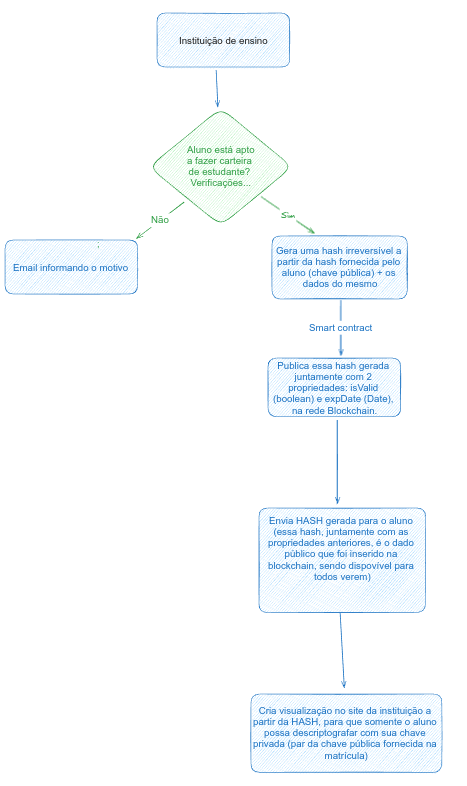 Instituição de ensino
Aluno está apto
a fazer carteira
de estudante?
Verificações...
Não
Sim
Email informando o motivo
Gera uma hash irreversível a
partir da hash fornecida pelo
aluno (chave pública) + os
dados do mesmo
Smart contract
Publica essa hash gerada
juntamente com 2
propriedades: isValid
(boolean) e expDate (Date),
na rede Blockchain.
Envia HASH gerada para o aluno
(essa hash, juntamente com as
propriedades anteriores, é o dado
público que foi inserido na
blockchain, sendo dispovível para
todos verem)
Cria visualização no site da instituição a
partir da HASH, para que somente o aluno
possa descriptografar com sua chave
privada (par da chave pública fornecida na
matrícula)